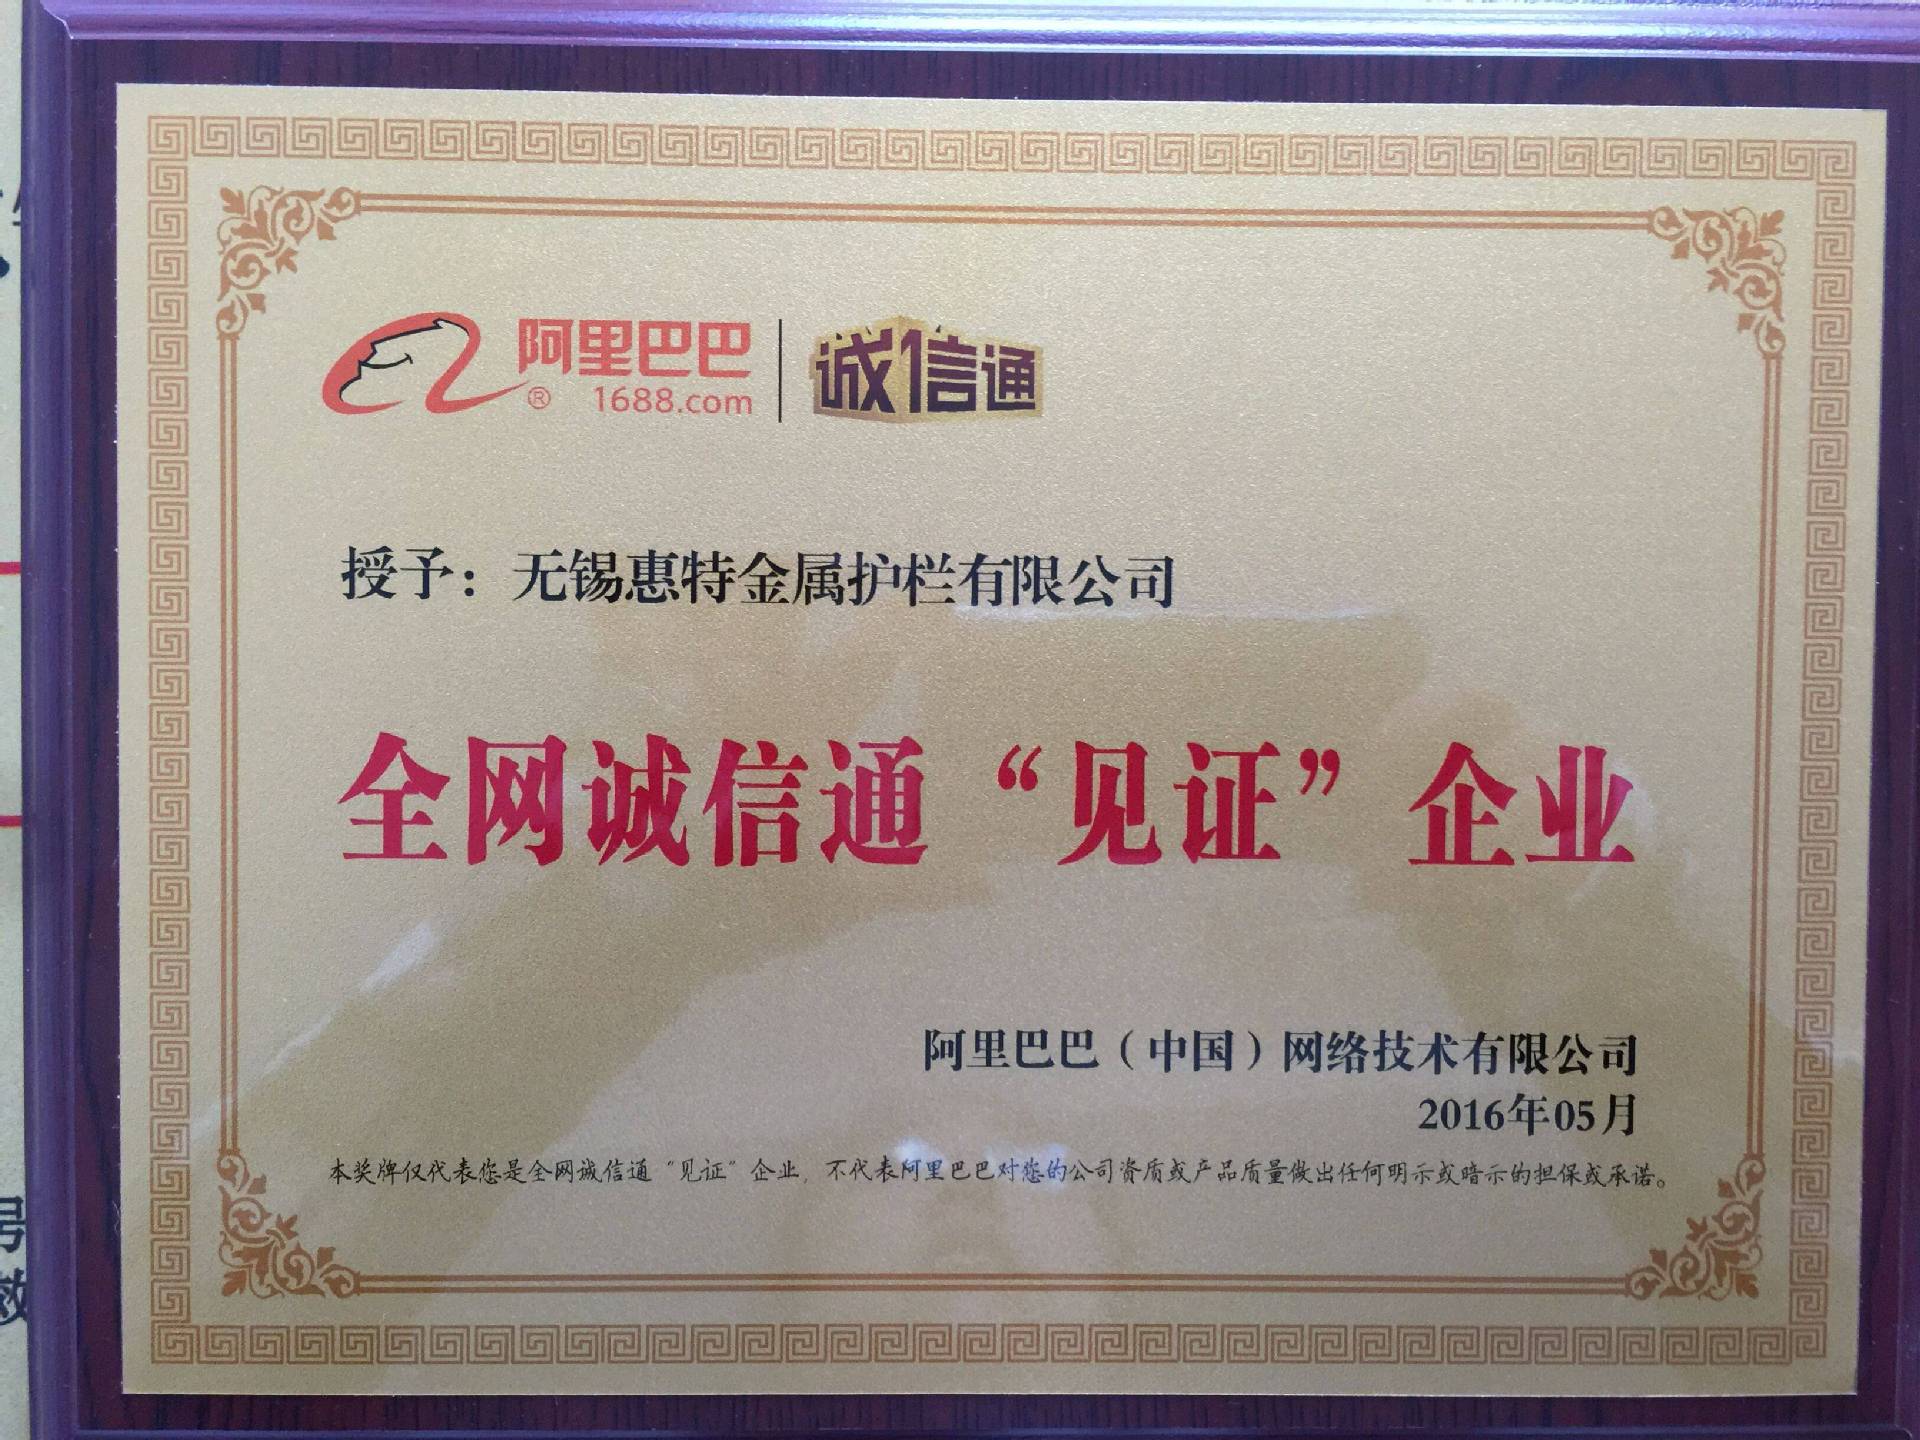 阿里巴巴
® 1688.com
诚信通
授予：无锡惠特金属护栏有限公司
全网诚信通“见证”企业
阿里巴巴（中国）网络技术有限公司
2016年05月
本奖牌仅代表您是全网诚信通“见证”企业，不代表阿里巴巴对您的公司资质或产品质量做出任何明示或暗示的担保或承诺。
号
效